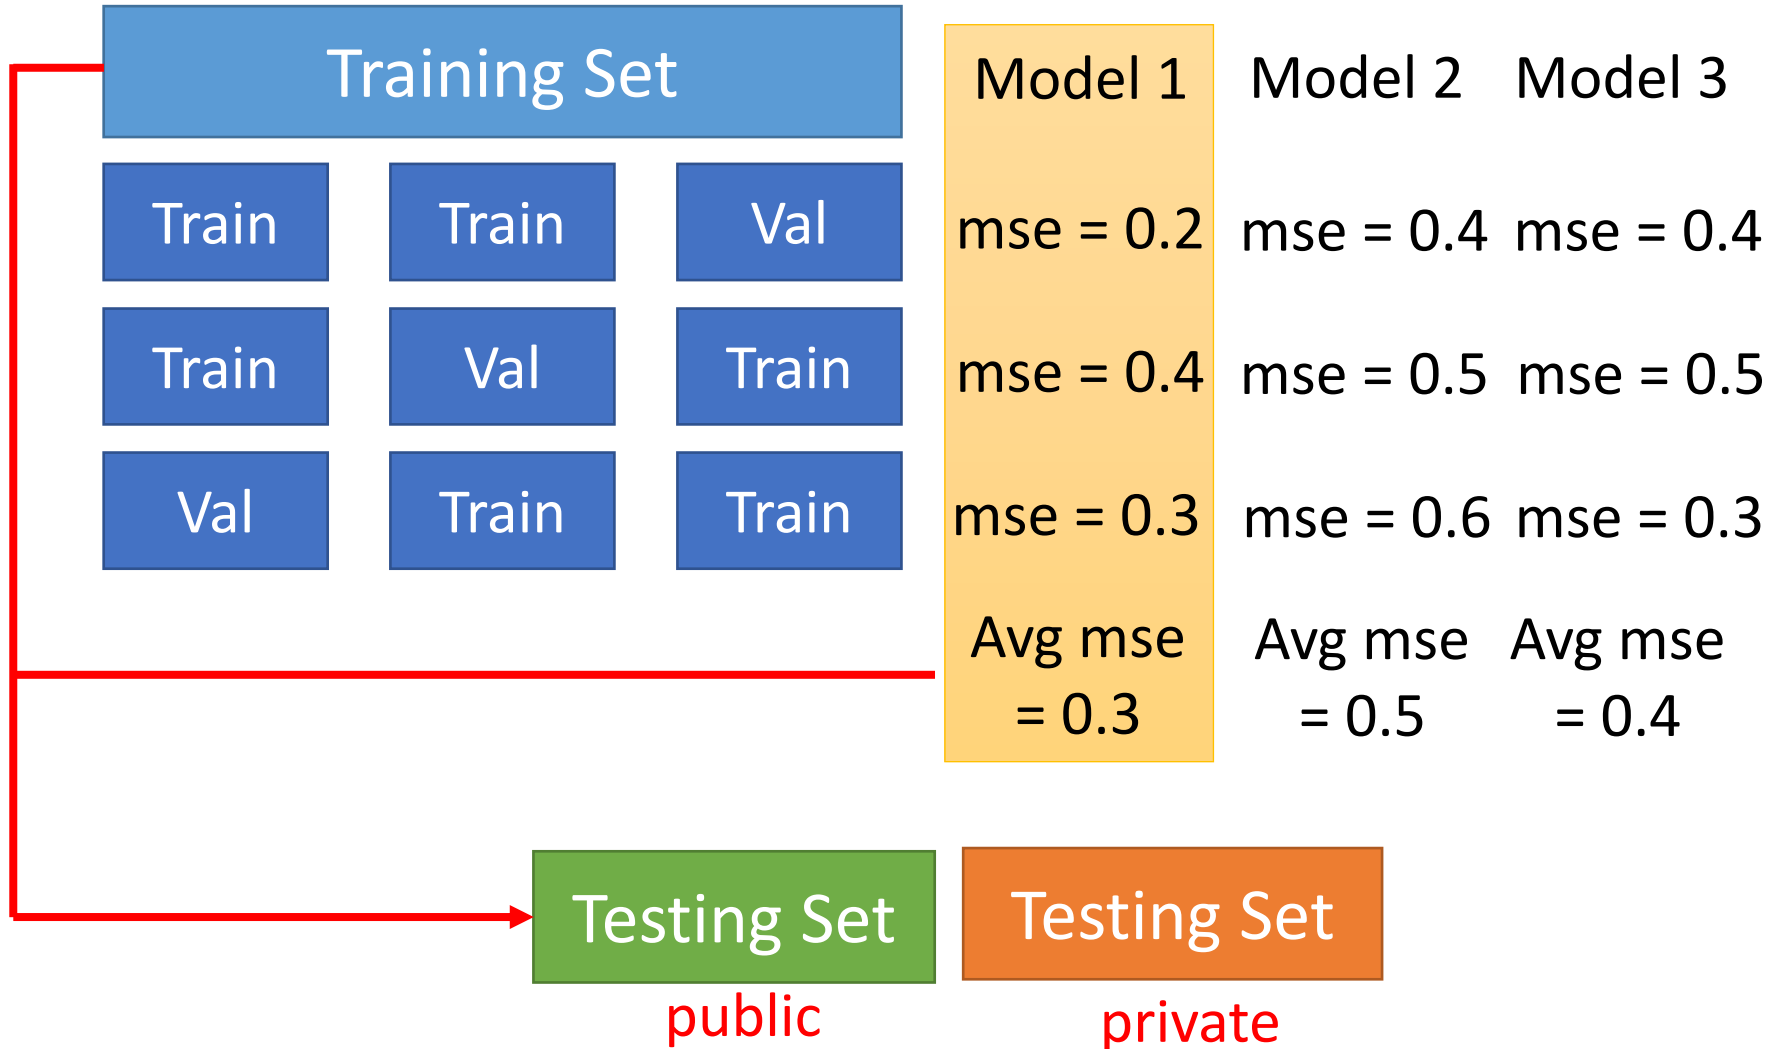 Training Set
Model 1 Model 2 Model 3
Train Train Val
mse = 0.2 mse = 0.4 mse = 0.4
Train Val Train
mse = 0.4 mse = 0.5 mse = 0.5
Val Train Train
mse = 0.3 mse = 0.6 mse = 0.3
Avg mse
= 0.3
Avg mse
= 0.5
Avg mse
= 0.4
Testing Set
public
Testing Set
private